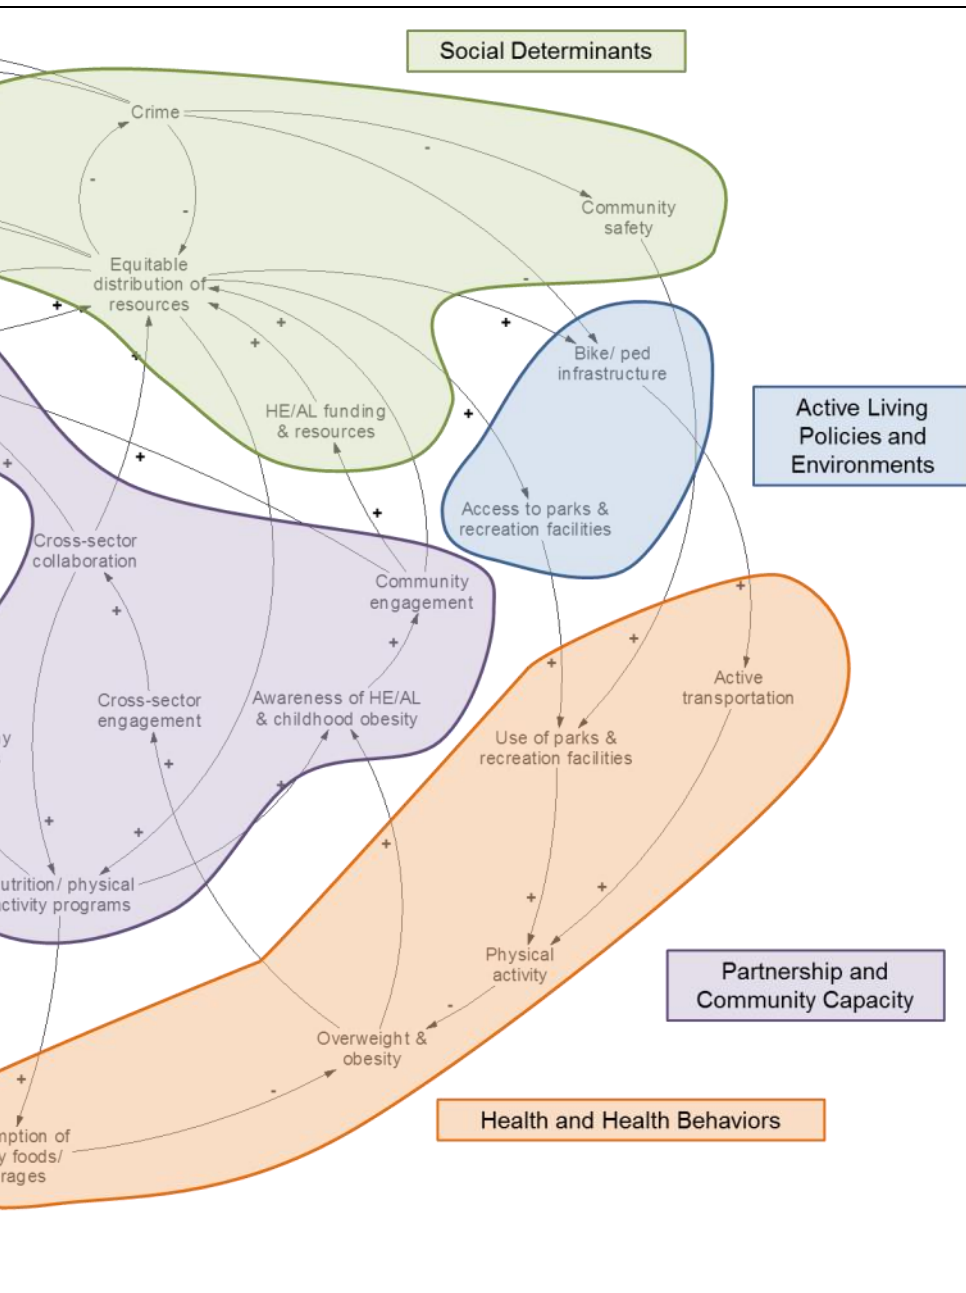 Social Determinants
Crime
-
-
-
Community
safety
Equitable
distribution of
resources
-
+
+
+
+
+
Bike/ ped
infrastructure
HE/AL funding
& resources
+
Active Living
Policies and
Environments
+
+
+
Access to parks &
recreation facilities
Cross-sector
collaboration
Community
engagement
+
+
+
+
+
Active
transportation
Cross-sector
engagement
Awareness of HE/AL
& childhood obesity
Use of parks &
recreation facilities
+
+
+
+
+
utrition/ physical
ctivity programs
+
+
Physical
activity
Partnership and
Community Capacity
-
Overweight &
obesity
+
-
Health and Health Behaviors
mption of
y foods/
rages